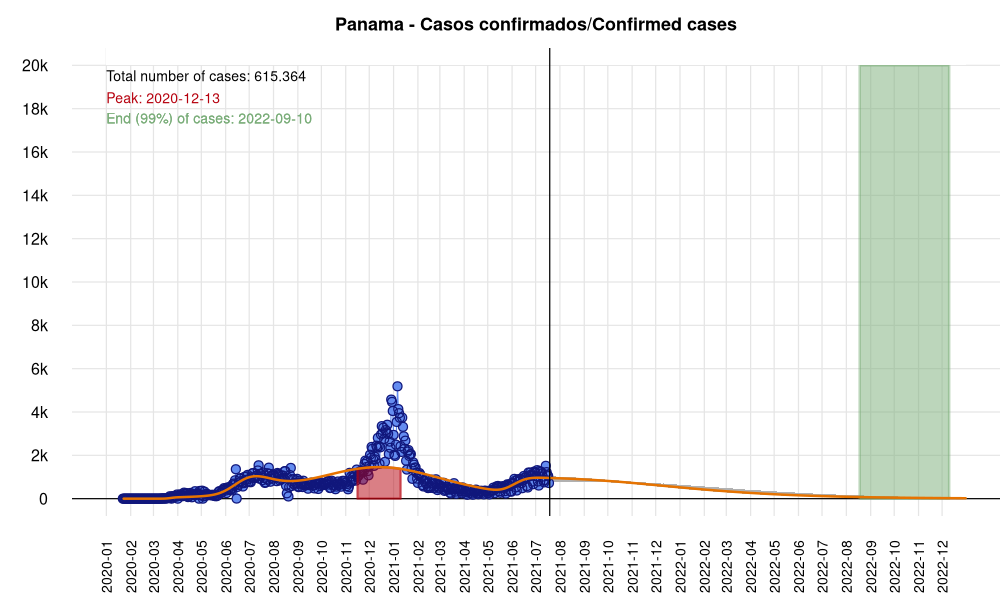 Panama - Casos confirmados/Confirmed cases
Total number of cases: 615.364
Peak: 2020-12-13
End (99%) of cases: 2022-09-10
20k
18k
16k
14k
12k
10k
8k
6k
4k
2k
0
2020-01
2020-02
2020-03
2020-04
2020-05
2020-06
2020-07
2020-08
2020-09
2020-10
2020-11
2020-12
2021-01
2021-02
2021-03
2021-04
2021-05
2021-06
2021-07
2021-08
2021-09
2021-10
2021-11
2021-12
2022-01
2022-02
2022-03
2022-04
2022-05
2022-06
2022-07
2022-08
2022-09
2022-10
2022-11
2022-12